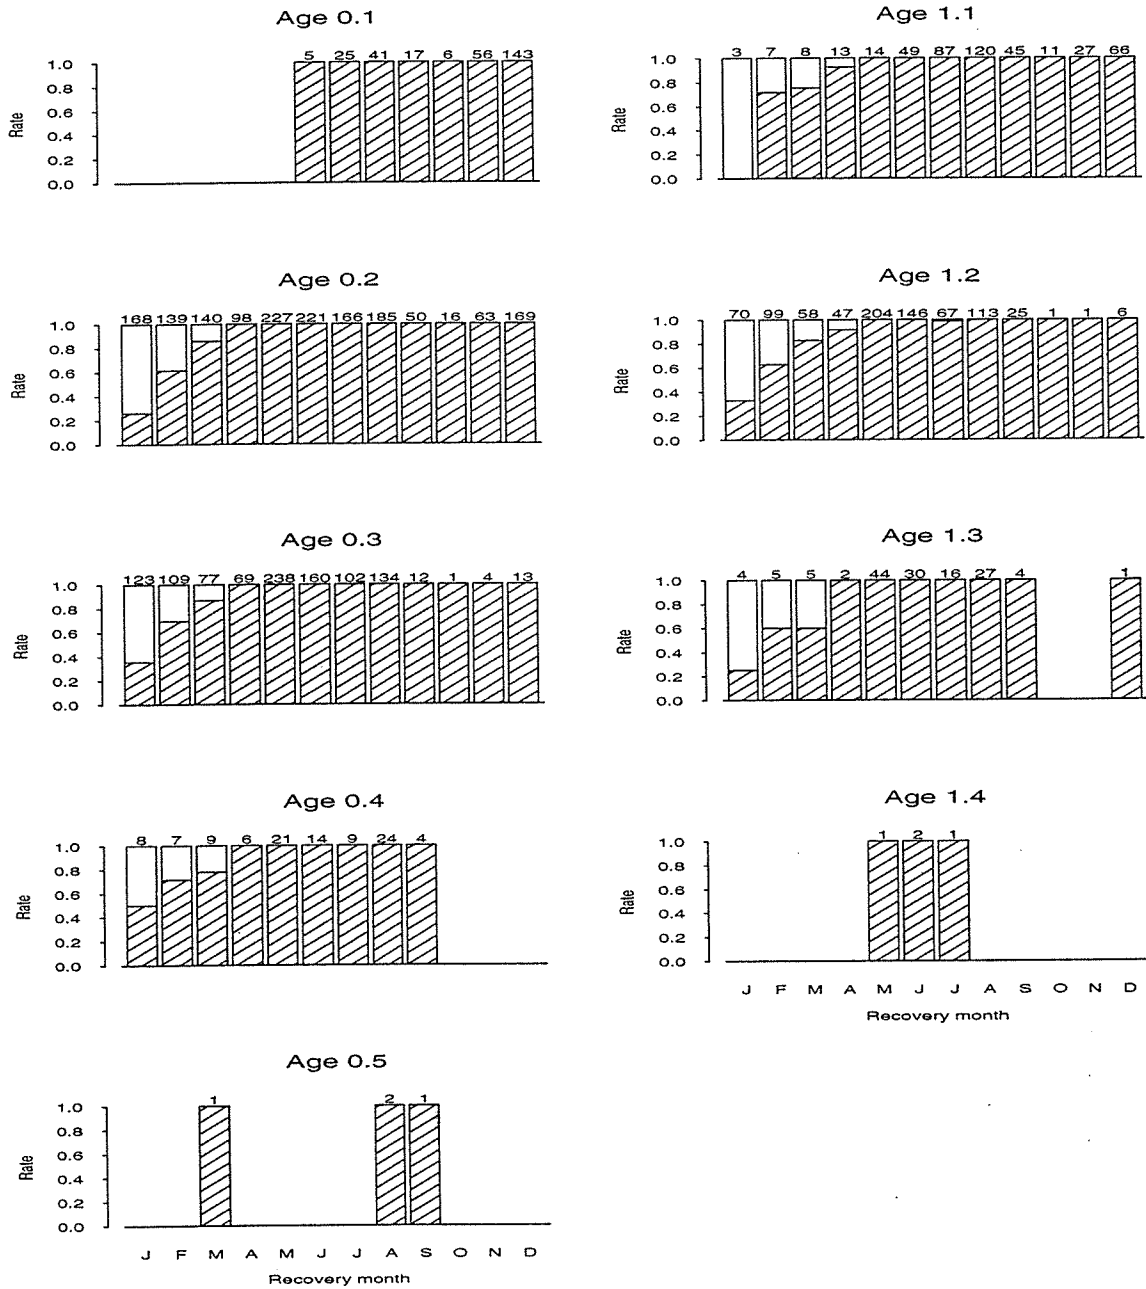 Age 0.1
5 25 41 17 6 56 143
1.0
0.8
0.6
0.4
0.2
0.0
Rate
Age 1.1
3 7 8 13 14 49 87 120 45 11 27 66
1.0
0.8
0.6
0.4
0.2
0.0
Rate
Age 0.2
168 139 140 98 227 221 166 185 50 16 63 169
1.0
0.8
0.6
0.4
0.2
0.0
Rate
Age 1.2
70 99 58 47 204 146 67 113 25 1 1 6
1.0
0.8
0.6
0.4
0.2
0.0
Rate
Age 0.3
123 109 77 69 238 160 102 134 12 1 4 13
1.0
0.8
0.6
0.4
0.2
0.0
Rate
Age 1.3
4 5 5 2 44 30 16 27 4 1
1.0
0.8
0.6
0.4
0.2
0.0
Rate
Age 0.4
8 7 9 6 21 14 9 24 4
1.0
0.8
0.6
0.4
0.2
0.0
Rate
Age 1.4
1 2 1
1.0
0.8
0.6
0.4
0.2
0.0
Rate
J F M A M J J A S O N D
Recovery month
Age 0.5
1 2 1
1.0
0.8
0.6
0.4
0.2
0.0
Rate
J F M A M J J A S O N D
Recovery month